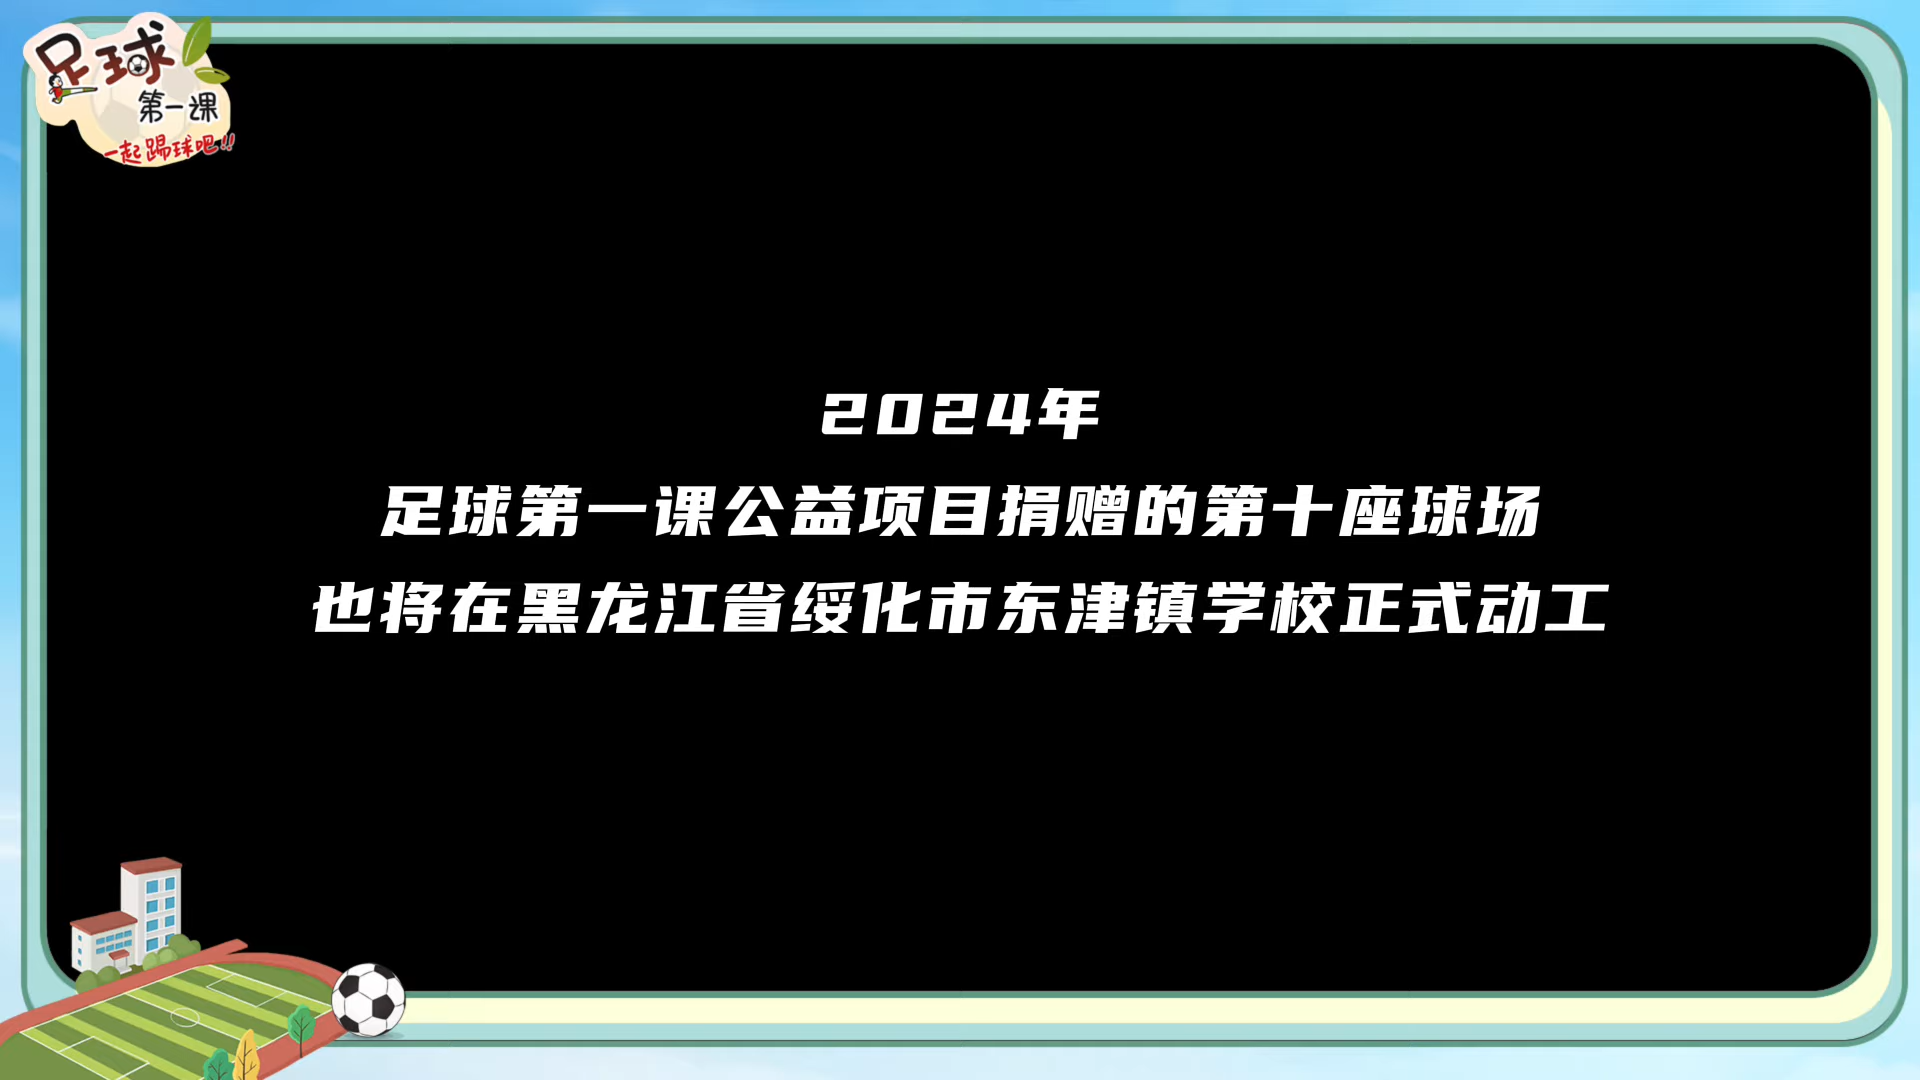 足球
第一课
一起踢球吧!!
2024年
足球第一课公益项目捐赠的第十座球场
也将在黑龙江省绥化市东津镇学校正式动工